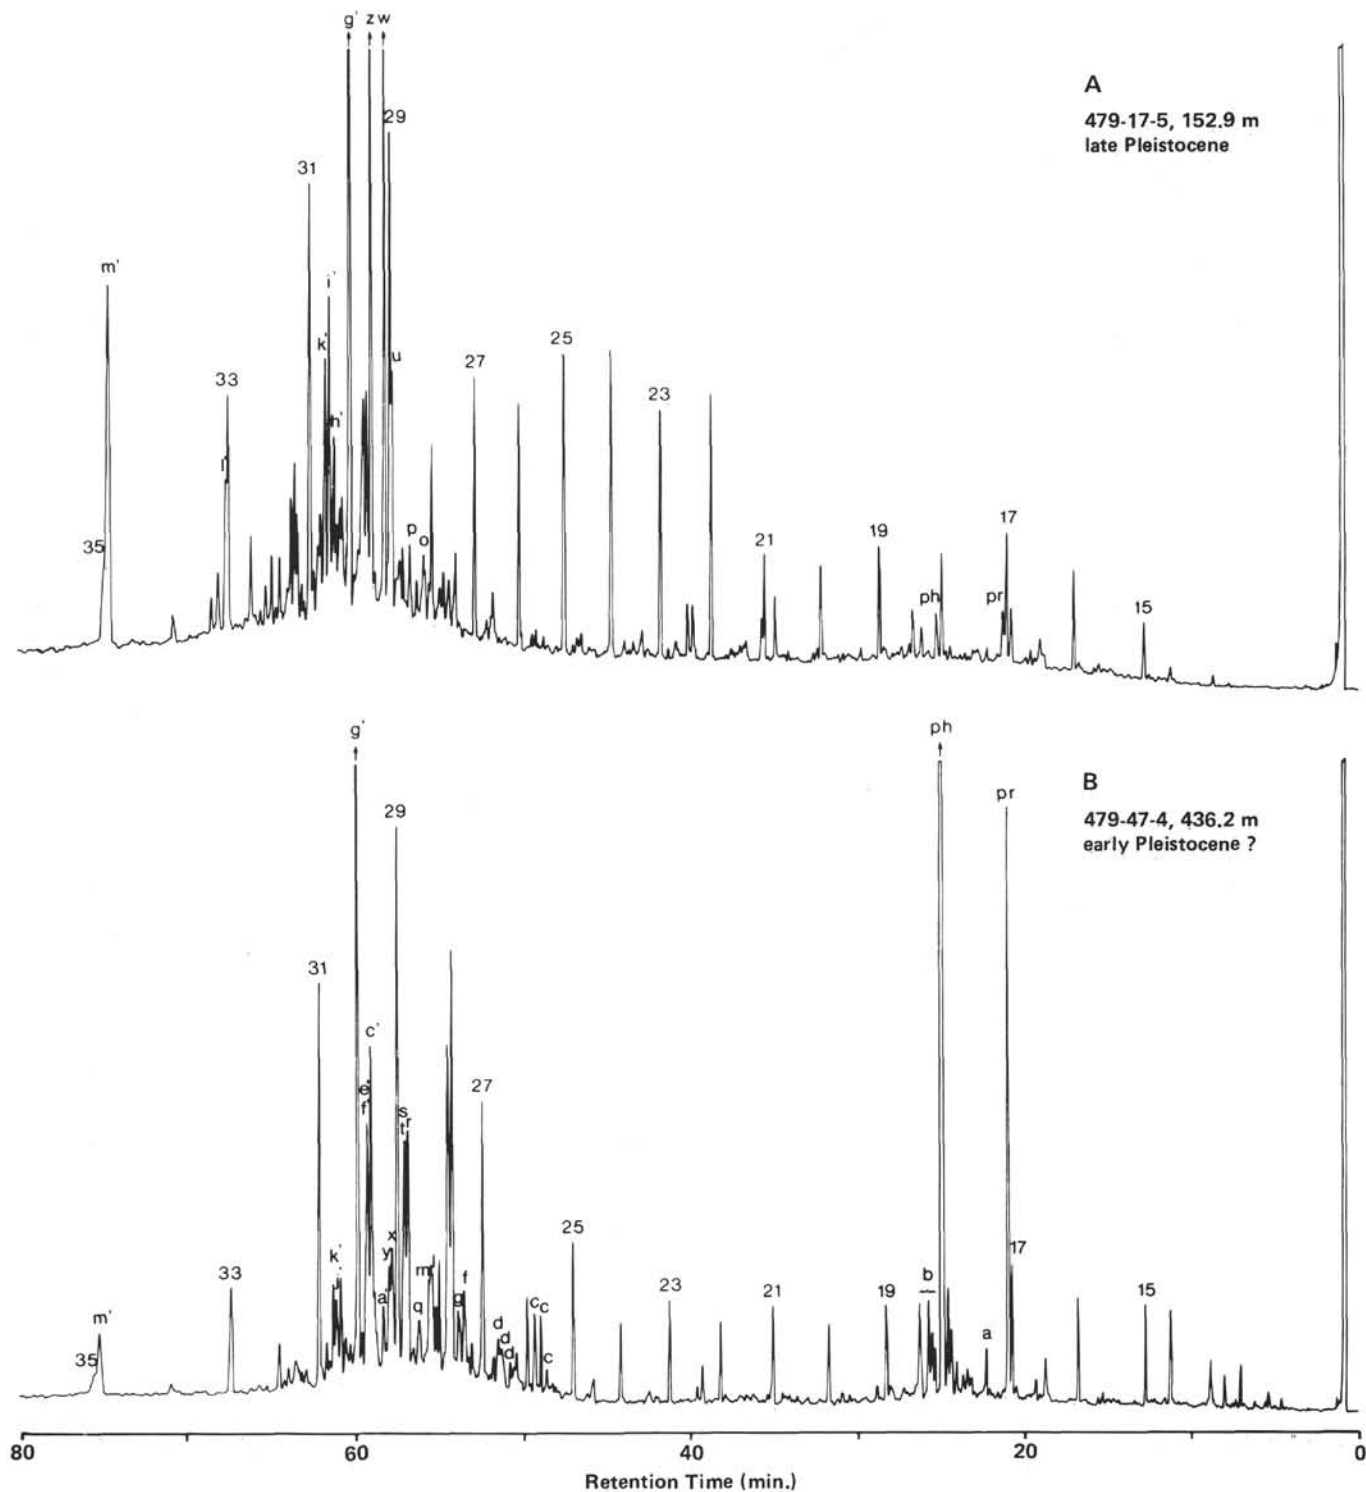 g' z w
A
479-17-5, 152.9 m
late Pleistocene
29
31
m'
i'
k'
u
25
27
33
23
h'
l'
p
o
35
21
19
17
ph
pr
15
g'
ph
B
479-47-4, 436.2 m
early Pleistocene ?
pr
29
31
c'
e'
f'
s
t r
27
25
33
k'
i'
y x
m l
a'
q
g f
c c
c
d
d
d
23
21
19
b
a
17
15
m'
35
80 60 40 20 0
Retention Time (min.)